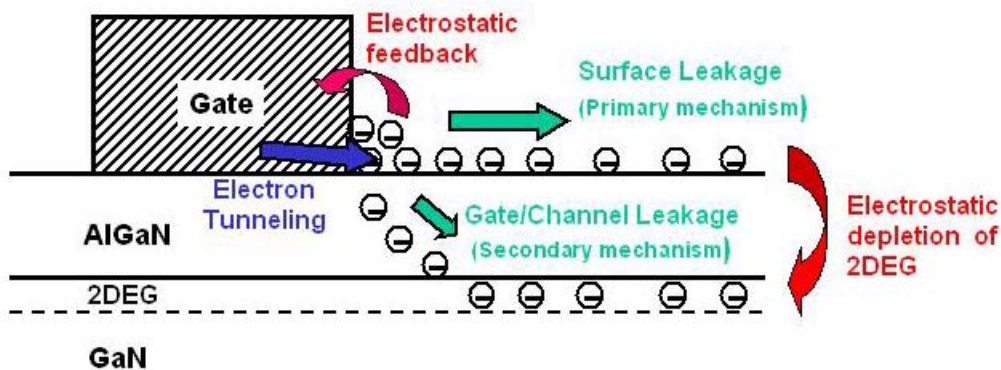 Electrostatic
feedback
Surface Leakage
(Primary mechanism)
Gate
Electron
Tunneling
Gate/Channel Leakage
(Secondary mechanism)
AlGaN
Electrostatic
depletion of
2DEG
2DEG
GaN